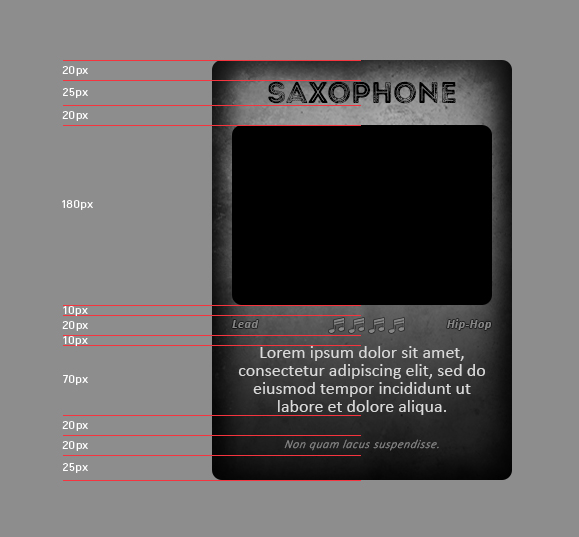 20px
25px
SAXOPHONE
20px
180px
10px
20px
Lead
Hip-Hop
10px
70px
Lorem ipsum dolor sit amet,
consectetur adipiscing elit, sed do
eiusmod tempor incididunt ut
labore et dolore aliqua.
20px
20px
Non quam lacus suspendisse.
25px